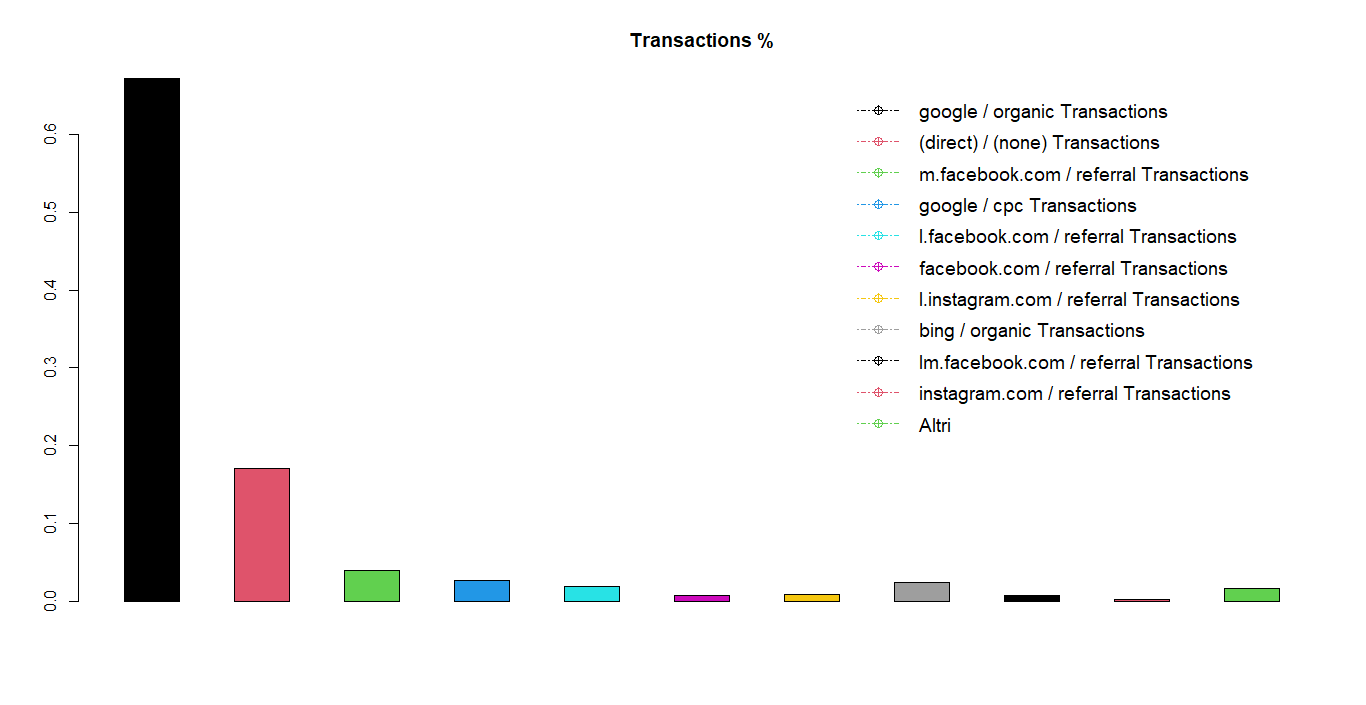 Transactions %
0.6
0.5
0.4
0.3
0.2
0.1
0.0
google / organic Transactions
(direct) / (none) Transactions
m.facebook.com / referral Transactions
google / cpc Transactions
l.facebook.com / referral Transactions
facebook.com / referral Transactions
l.instagram.com / referral Transactions
bing / organic Transactions
lm.facebook.com / referral Transactions
instagram.com / referral Transactions
Altri